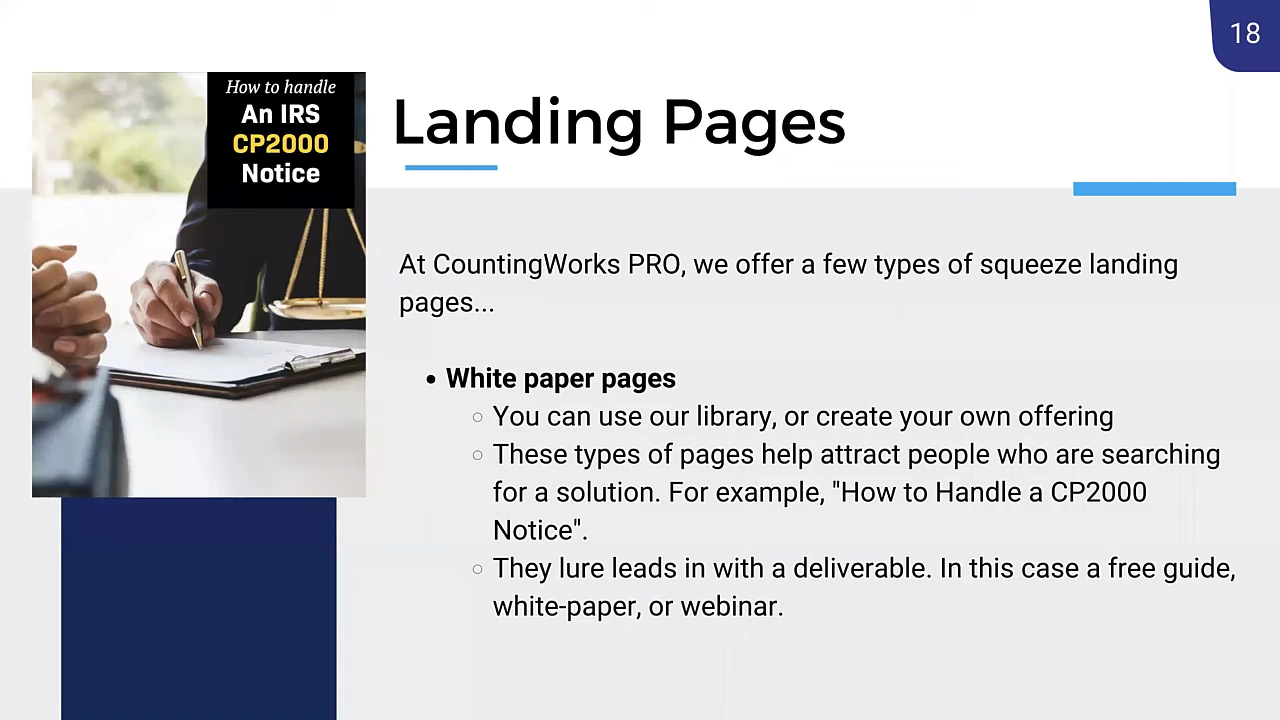 18
How to handle
An IRS
CP2000
Notice
Landing Pages
At CountingWorks PRO, we offer a few types of squeeze landing
pages...
• White paper pages
○ You can use our library, or create your own offering
○ These types of pages help attract people who are searching
for a solution. For example, "How to Handle a CP2000
Notice".
○ They lure leads in with a deliverable. In this case a free guide,
white-paper, or webinar.